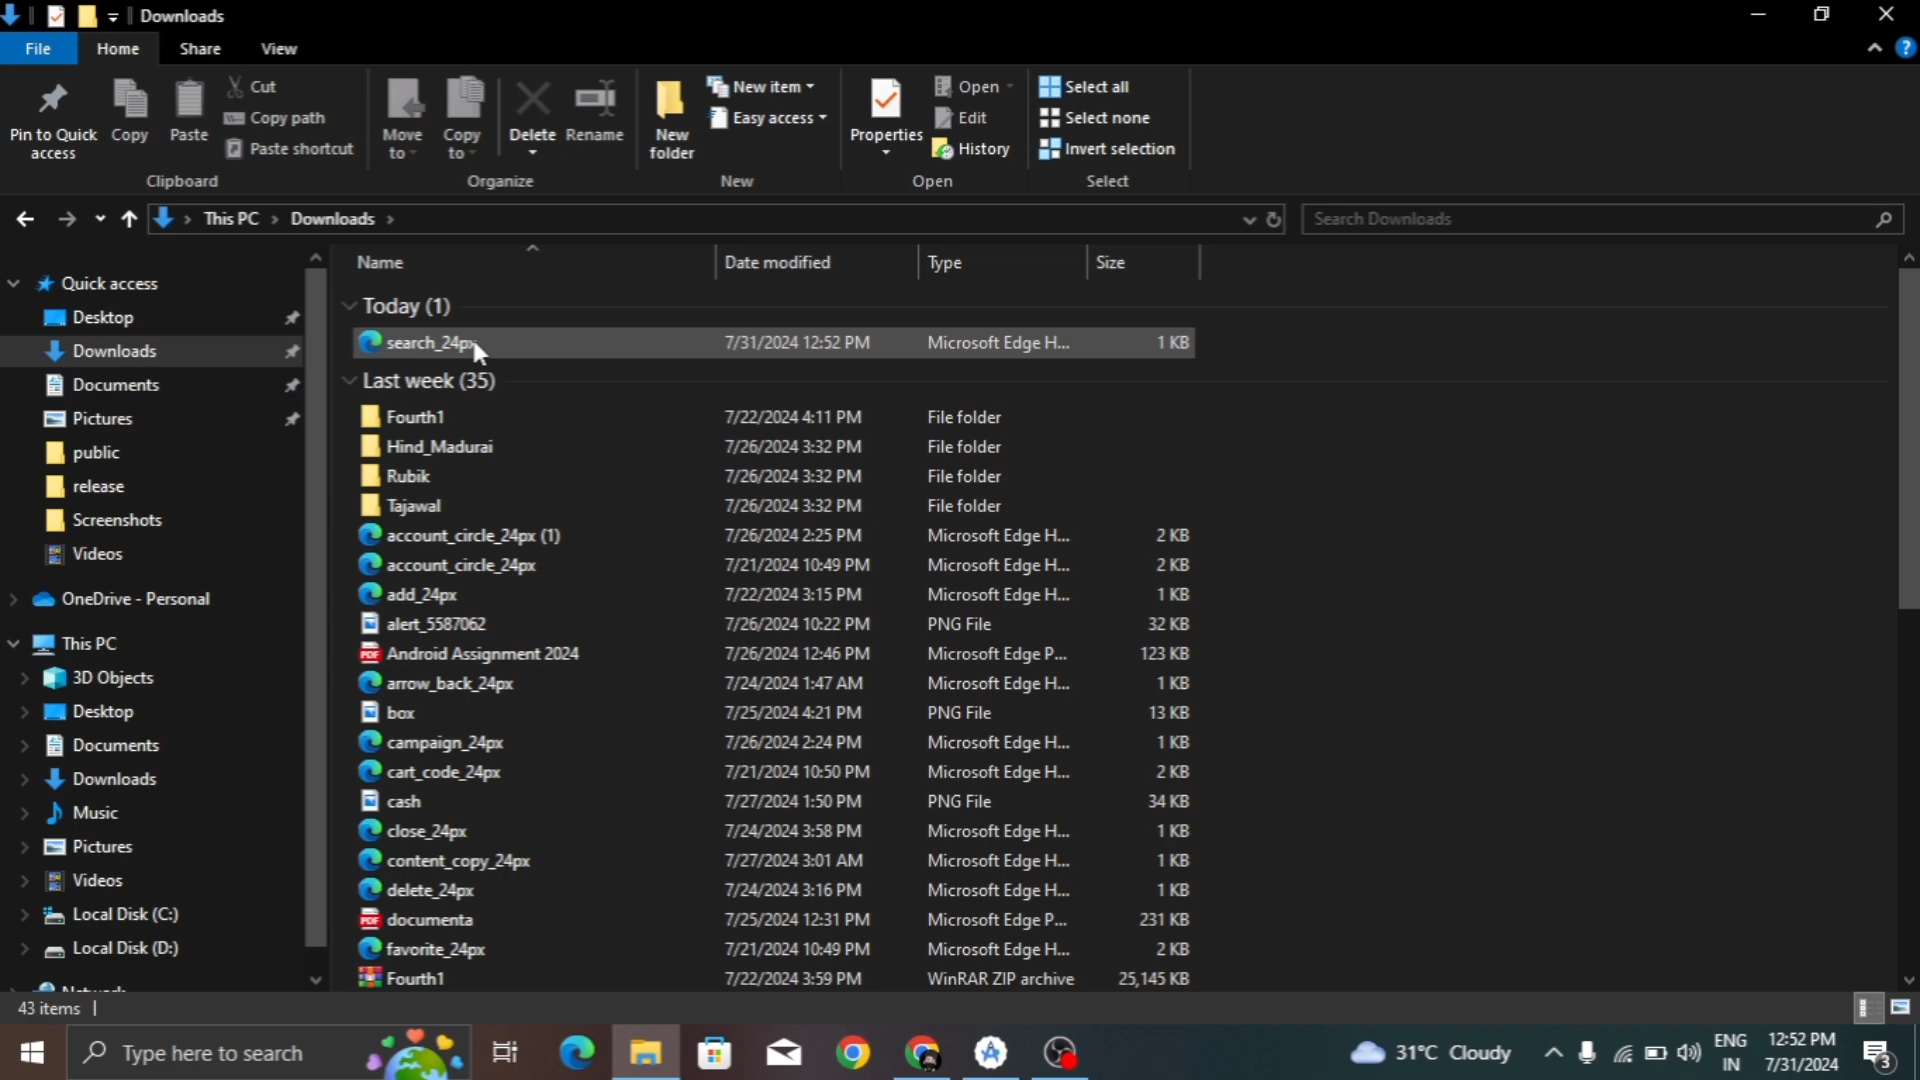 Downloads
File Home Share View
Pin to Quick access
Copy
Paste
Cut
Copy path
Paste shortcut
Clipboard
Move to
Copy to
Delete
Rename
Organize
New folder
New item
Easy access
New
Properties
Open
Edit
History
Open
Select all
Select none
Invert selection
Select
This PC > Downloads >
Search Downloads
Quick access
Desktop
Downloads
Documents
Pictures
public
release
Screenshots
Videos
OneDrive - Personal
This PC
3D Objects
Desktop
Documents
Downloads
Music
Pictures
Videos
Local Disk (C:)
Local Disk (D:)
Name Date modified Type Size
Today (1)
search_24px 7/31/2024 12:52 PM Microsoft Edge H... 1 KB
Last week (35)
Fourth1 7/22/2024 4:11 PM File folder
Hind_Madurai 7/26/2024 3:32 PM File folder
Rubik 7/26/2024 3:32 PM File folder
Tajawal 7/26/2024 3:32 PM File folder
account_circle_24px (1) 7/26/2024 2:25 PM Microsoft Edge H... 2 KB
account_circle_24px 7/21/2024 10:49 PM Microsoft Edge H... 2 KB
add_24px 7/22/2024 3:15 PM Microsoft Edge H... 1 KB
alert_5587062 7/26/2024 10:22 PM PNG File 32 KB
Android Assignment 2024 7/26/2024 12:46 PM Microsoft Edge P... 123 KB
arrow_back_24px 7/24/2024 1:47 AM Microsoft Edge H... 1 KB
box 7/25/2024 4:21 PM PNG File 13 KB
campaign_24px 7/26/2024 2:24 PM Microsoft Edge H... 1 KB
cart_code_24px 7/21/2024 10:50 PM Microsoft Edge H... 2 KB
cash 7/27/2024 1:50 PM PNG File 34 KB
close_24px 7/24/2024 3:58 PM Microsoft Edge H... 1 KB
content_copy_24px 7/27/2024 3:01 AM Microsoft Edge H... 1 KB
delete_24px 7/24/2024 3:16 PM Microsoft Edge H... 1 KB
documenta 7/25/2024 12:31 PM Microsoft Edge P... 231 KB
favorite_24px 7/21/2024 10:49 PM Microsoft Edge H... 2 KB
Fourth1 7/22/2024 3:59 PM WinRAR ZIP archive 25,145 KB
43 items
Type here to search
31°C Cloudy
ENG
IN
12:52 PM
7/31/2024
3